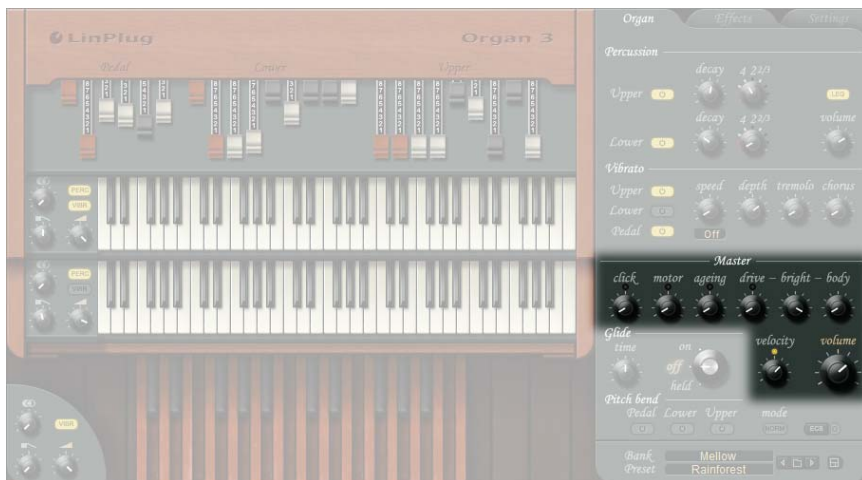 LinPlug
Organ 3
Pedal
Lower
Upper
PERC
VIBR
PERC
VIBR
VIBR
Organ
Effects
Settings
Percussion
decay
4 2 2/3
Upper
LEG
decay
4 2 2/3
volume
Lower
Vibrato
Upper
speed
depth
tremolo
chorus
Lower
Pedal
Off
Master
click
motor
ageing
drive – bright – body
Glide
time
on
off
held
velocity
volume
Pitch bend
Pedal
Lower
Upper
mode
NORM
Bank
Mellow
Preset
Rainforest